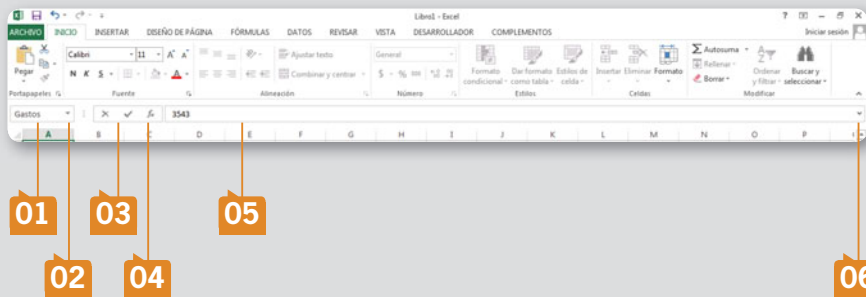 Libro1 - Excel
ARCHIVO INICIO INSERTAR DISEÑO DE PÁGINA FÓRMULAS DATOS REVISAR VISTA DESARROLLADOR COMPLEMENTOS Iniciar sesión
Calibri 11 Ajustar texto General Autosuma
Rellenar
Pegar N K S Combinar y centrar $ % Formato Dar formato Estilos de Insertar Eliminar Formato Borrar Ordenar Buscar y
condicional como tabla celda y filtrar seleccionar
Portapapeles Fuente Alineación Número Estilos Celdas Modificar
Gastos fx 3543
A B C D E F G H I J K L M N O P
01 03 05
02 04 06